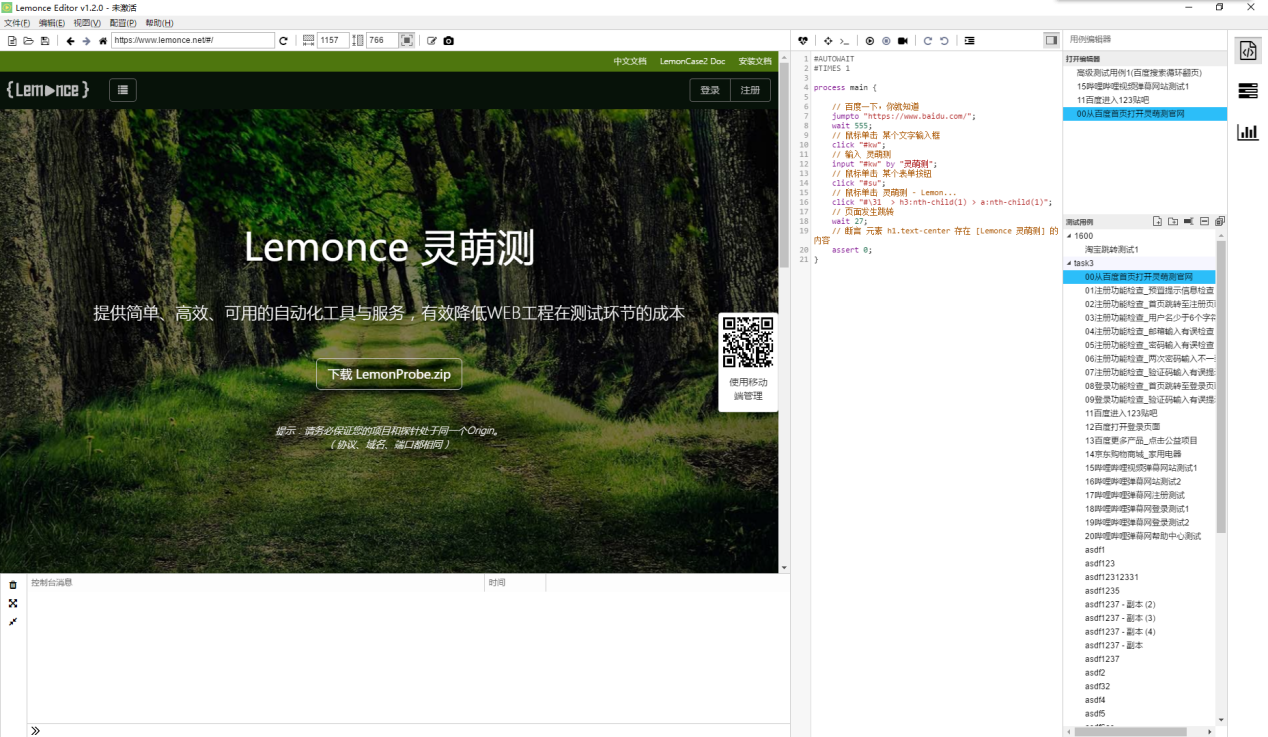 Lemonce Editor v1.2.0 - 未激活
文件(F) 编辑(E) 视图(V) 配置(P) 帮助(H)
https://www.lemonce.net/#/
1157
766
中文文档 LemonCase2 Doc 安装文档
{Lem▶nce}
登录 注册
Lemonce 灵萌测
提供简单、高效、可用的自动化工具与服务，有效降低WEB工程在测试环节的成本
下载 LemonProbe.zip
提示：请务必保证您的项目和探针处于同一个Origin。
（协议、域名、端口都相同）
使用移动
端管理
控制台消息 时间
1 #AUTOWAIT
2 #TIMES 1
3
4 process main {
5
6 // 百度一下，你就知道
7 jumpto "https://www.baidu.com/";
8 wait 555;
9 // 鼠标单击 某个文字输入框
10 click "#kw";
11 // 输入 灵萌测
12 input "#kw" by "灵萌测";
13 // 鼠标单击 某个表单按钮
14 click "#su";
15 // 鼠标单击 灵萌测 - Lemon...
16 click "#\31  > h3:nth-child(1) > a:nth-child(1)";
17 // 页面发生跳转
18 wait 27;
19 // 断言 元素 h1.text-center 存在 [Lemonce 灵萌测] 的
内容
20 assert 0;
21 }
用例编辑器
打开编辑器
高级测试用例1(百度搜索循环翻页)
15哔哩哔哩视频弹幕网站测试1
11百度进入123贴吧
00从百度首页打开灵萌测官网
测试用例
1600
淘宝跳转测试1
task3
00从百度首页打开灵萌测官网
01注册功能检查_预置提示信息检查
02注册功能检查_首页跳转至注册页
03注册功能检查_用户名少于6个字符
04注册功能检查_邮箱输入有误检查
05注册功能检查_密码输入有误检查
06注册功能检查_两次密码输入不一
07注册功能检查_验证码输入有误提
08登录功能检查_首页跳转至登录页
09登录功能检查_验证码输入有误提
11百度进入123贴吧
12百度打开登录页面
13百度更多产品_点击公益项目
14京东购物商城_家用电器
15哔哩哔哩视频弹幕网站测试1
16哔哩哔哩弹幕网站测试2
17哔哩哔哩弹幕网注册测试
18哔哩哔哩弹幕网登录测试1
19哔哩哔哩弹幕网登录测试2
20哔哩哔哩弹幕网帮助中心测试
asdf1
asdf123
asdf12312331
asdf1235
asdf1237 - 副本 (2)
asdf1237 - 副本 (3)
asdf1237 - 副本 (4)
asdf1237 - 副本
asdf1237
asdf2
asdf32
asdf4
asdf5